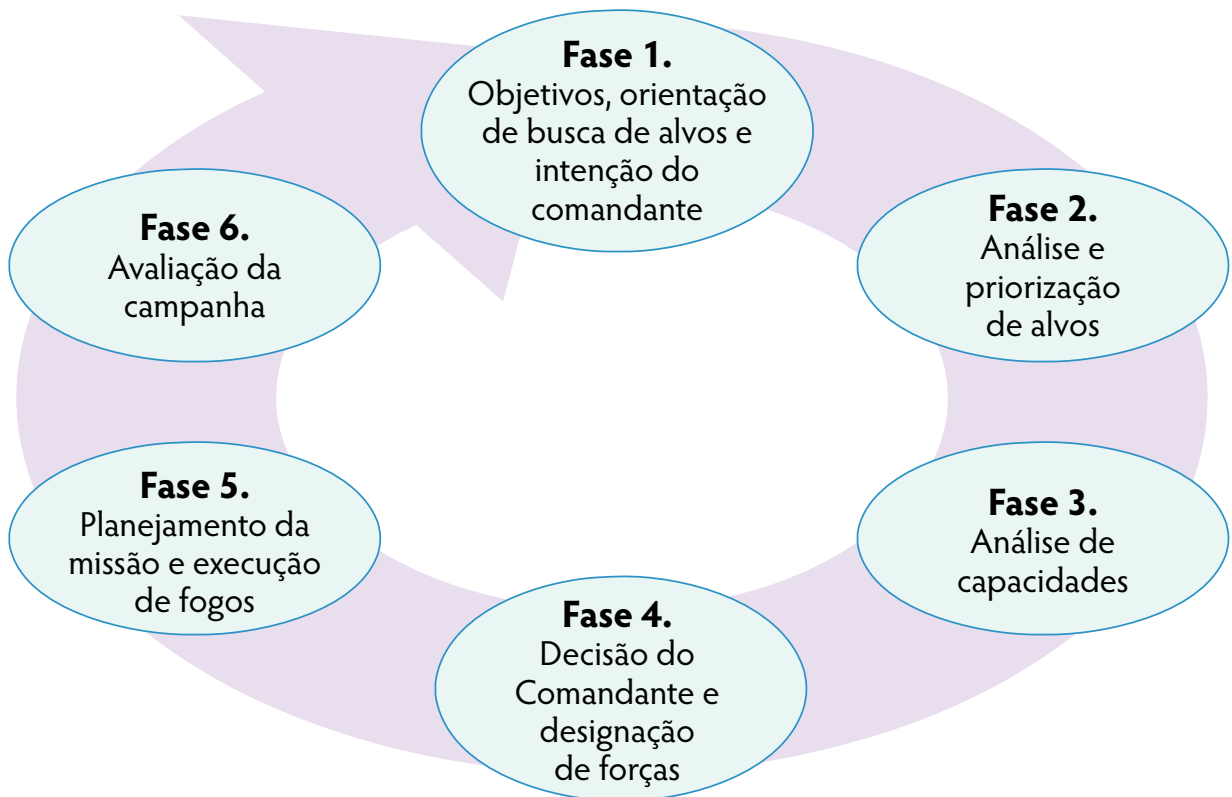 Fase 1.
Objetivos, orientação
de busca de alvos e
intenção do
comandante
Fase 2.
Análise e
priorização
de alvos
Fase 3.
Análise de
capacidades
Fase 4.
Decisão do
Comandante e
designação
de forças
Fase 5.
Planejamento da
missão e execução
de fogos
Fase 6.
Avaliação da
campanha